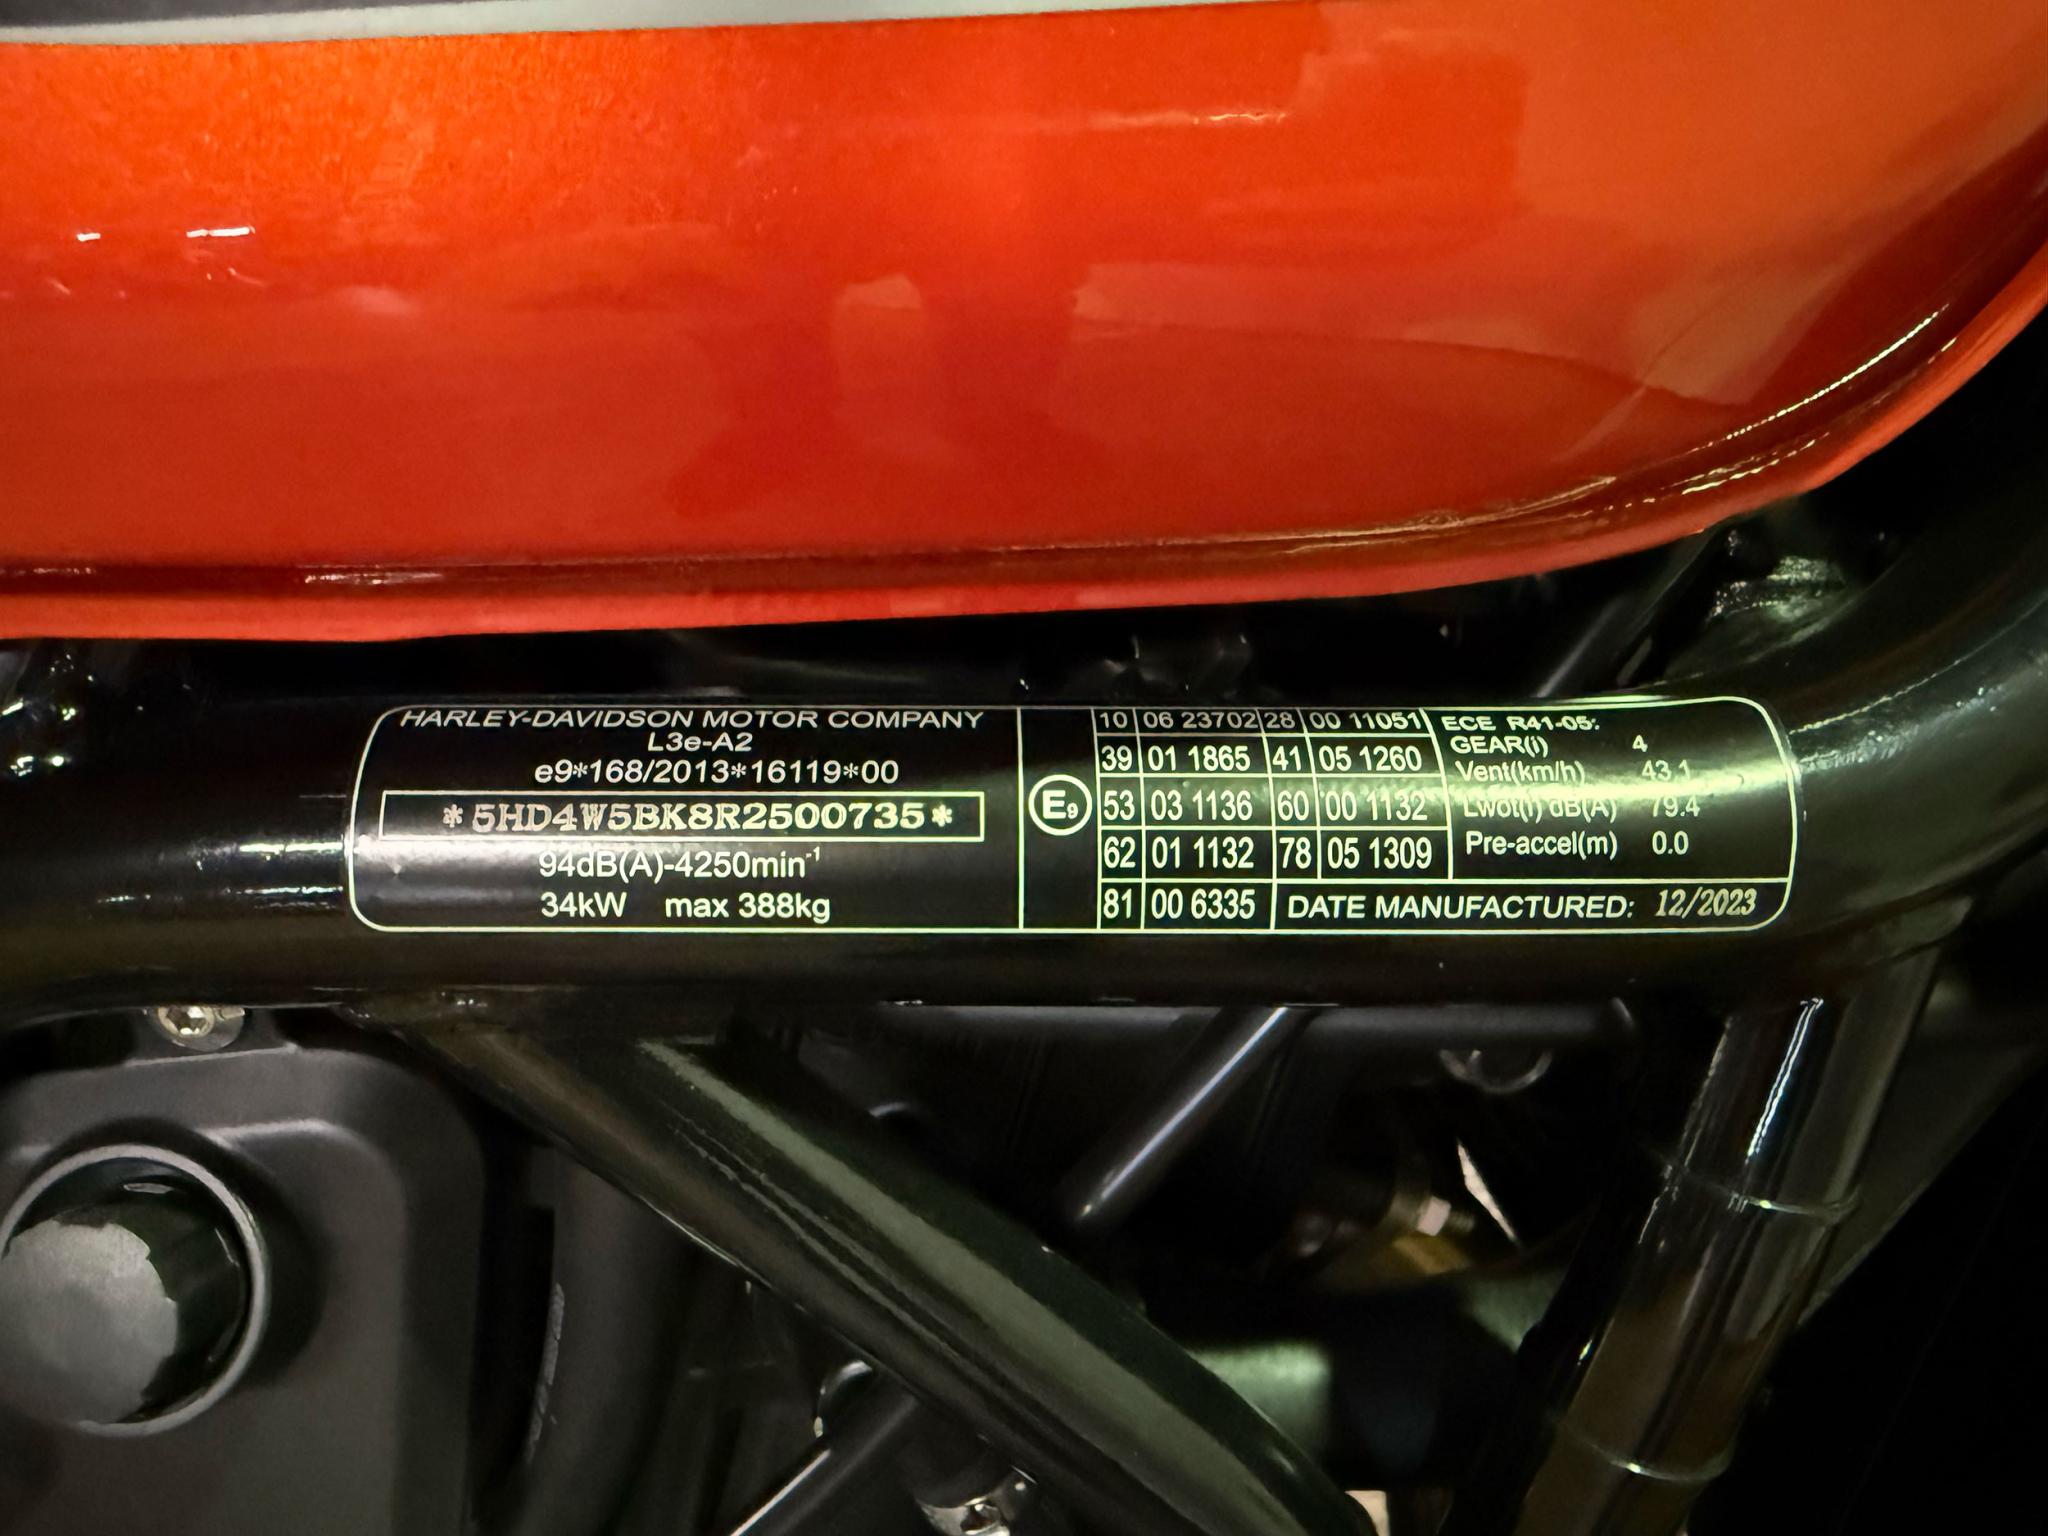 HARLEY-DAVIDSON MOTOR COMPANY
L3e-A2
e9*168/2013*16119*00
*5HD4W5BK8R2500735*
94dB(A)-4250min⁻¹
34kW max 388kg
E9
10 06 23702 28 00 11051
39 01 1865 41 05 1260
53 03 1136 60 00 1132
62 01 1132 78 05 1309
81 00 6335
ECE R41-05:
GEAR(i) 4
Vent(km/h) 43.1
Lwot(i) dB(A) 79.4
Pre-accel(m) 0.0
DATE MANUFACTURED: 12/2023